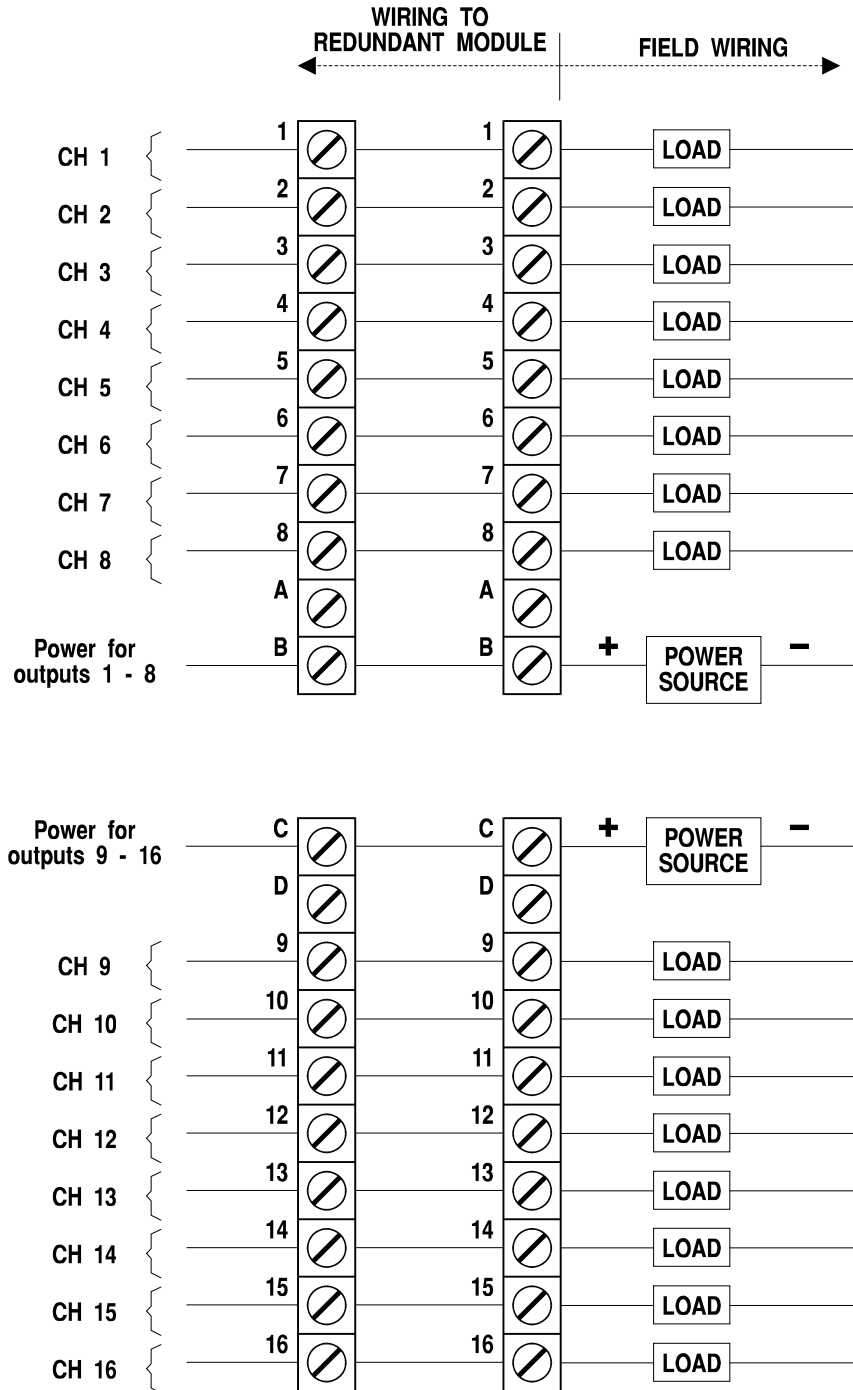 WIRING TO
REDUNDANT MODULE
FIELD WIRING
CH 1 1 1 LOAD
CH 2 2 2 LOAD
CH 3 3 3 LOAD
CH 4 4 4 LOAD
CH 5 5 5 LOAD
CH 6 6 6 LOAD
CH 7 7 7 LOAD
CH 8 8 8 LOAD
A A
Power for
outputs 1 - 8
B B + POWER
SOURCE −
Power for
outputs 9 - 16
C C + POWER
SOURCE −
D D
CH 9 9 9 LOAD
CH 10 10 10 LOAD
CH 11 11 11 LOAD
CH 12 12 12 LOAD
CH 13 13 13 LOAD
CH 14 14 14 LOAD
CH 15 15 15 LOAD
CH 16 16 16 LOAD